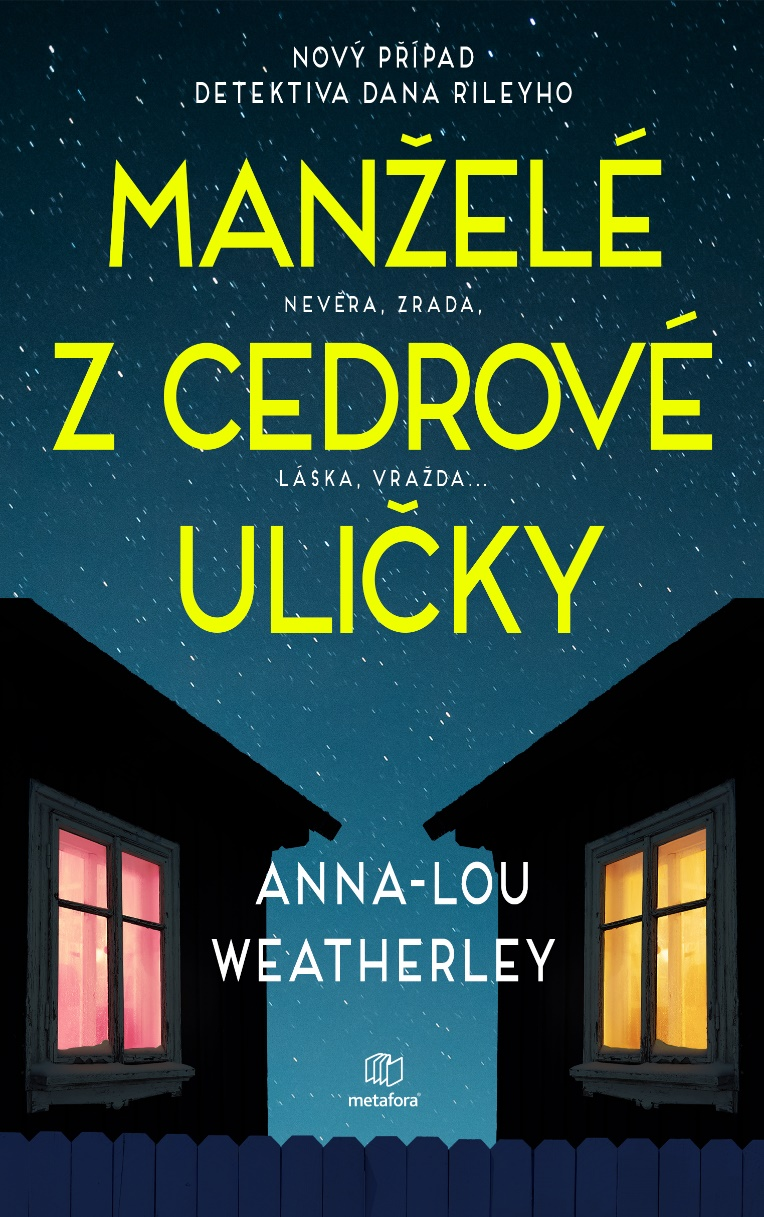 NOVÝ PŘÍPAD
DETEKTIVA DANA RILEYHO
MANŽELÉ
NEVĚRA, ZRADA,
Z CEDROVÉ
LÁSKA, VRAŽDA...
ULIČKY
ANNA-LOU
WEATHERLEY
metafora®